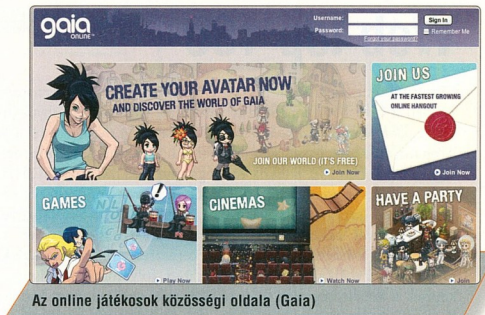 gaia
ONLINE
Username:
Sign In
Password:
Remember Me
Forgot your password?
CREATE YOUR AVATAR NOW
AND DISCOVER THE WORLD OF GAIA
JOIN OUR WORLD (IT'S FREE)
Join Now
JOIN US
AT THE FASTEST GROWING
ONLINE HANGOUT
Join Now
GAMES
Play Now
CINEMAS
Watch Now
HAVE A PARTY
Join
Az online játékosok közösségi oldala (Gaia)